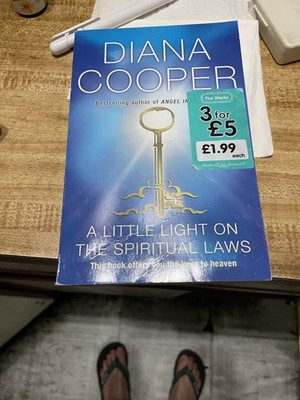 DIANA
COOPER
Bestselling author of ANGEL
The Works
3 for
£5
£1.99
each
A LITTLE LIGHT ON
THE SPIRITUAL LAWS
This book offers you the keys to heaven